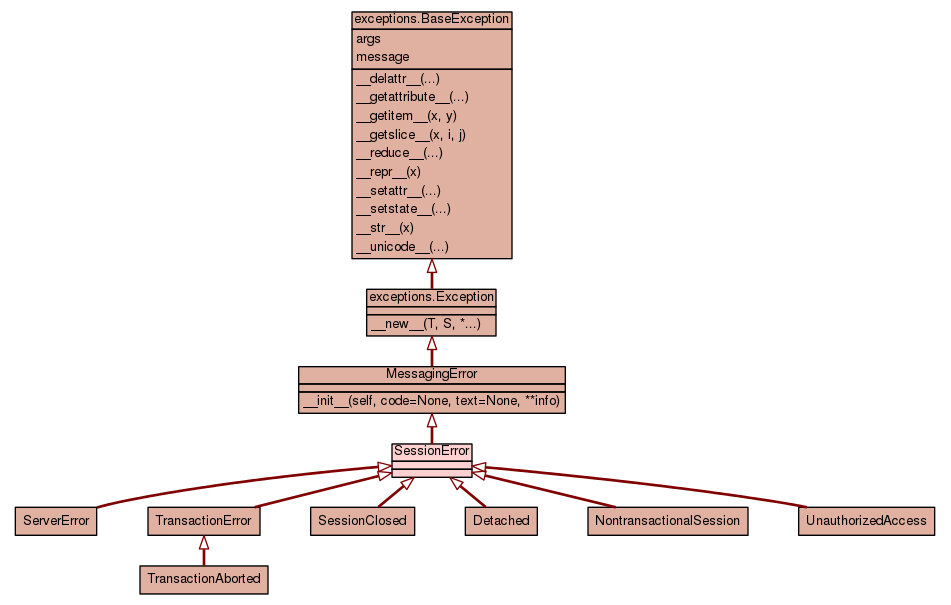 exceptions.BaseException
args
message
__delattr__(...)
__getattribute__(...)
__getitem__(x, y)
__getslice__(x, i, j)
__reduce__(...)
__repr__(x)
__setattr__(...)
__setstate__(...)
__str__(x)
__unicode__(...)
exceptions.Exception
__new__(T, S, *...)
MessagingError
__init__(self, code=None, text=None, **info)
SessionError
ServerError
TransactionError
SessionClosed
Detached
NontransactionalSession
UnauthorizedAccess
TransactionAborted